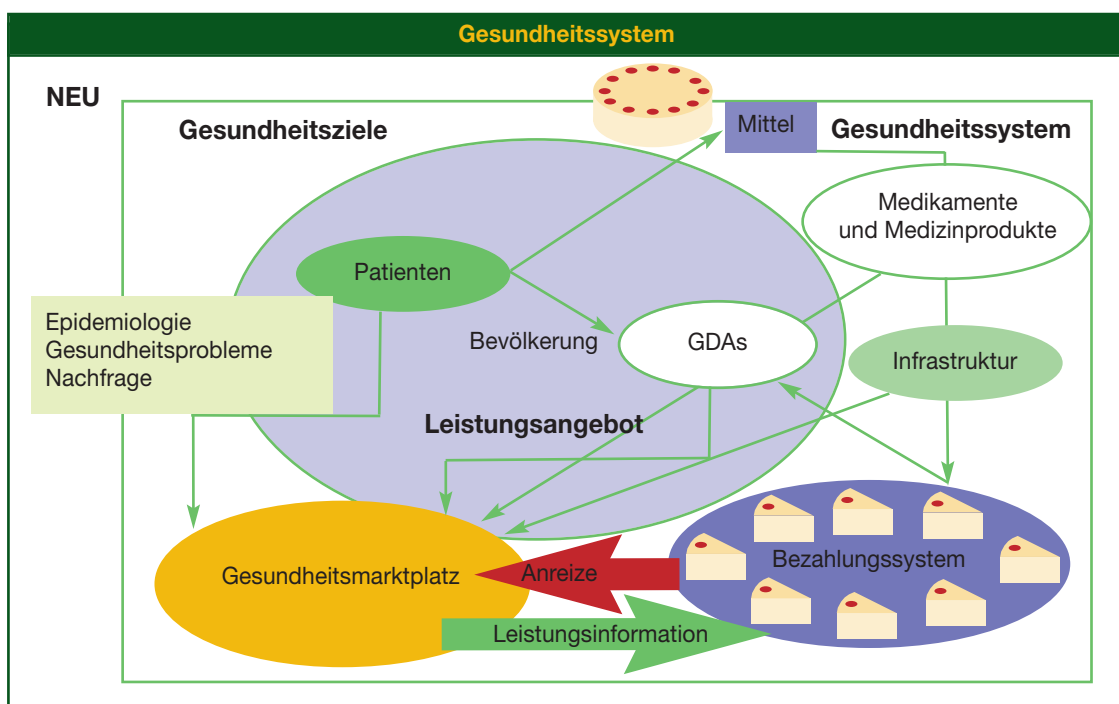 Gesundheitssystem
NEU
Gesundheitsziele
Mittel
Gesundheitssystem
Medikamente
und Medizinprodukte
Patienten
Epidemiologie
Gesundheitsprobleme
Nachfrage
Bevölkerung
GDAs
Infrastruktur
Leistungsangebot
Gesundheitsmarktplatz
Anreize
Bezahlungssystem
Leistungsinformation